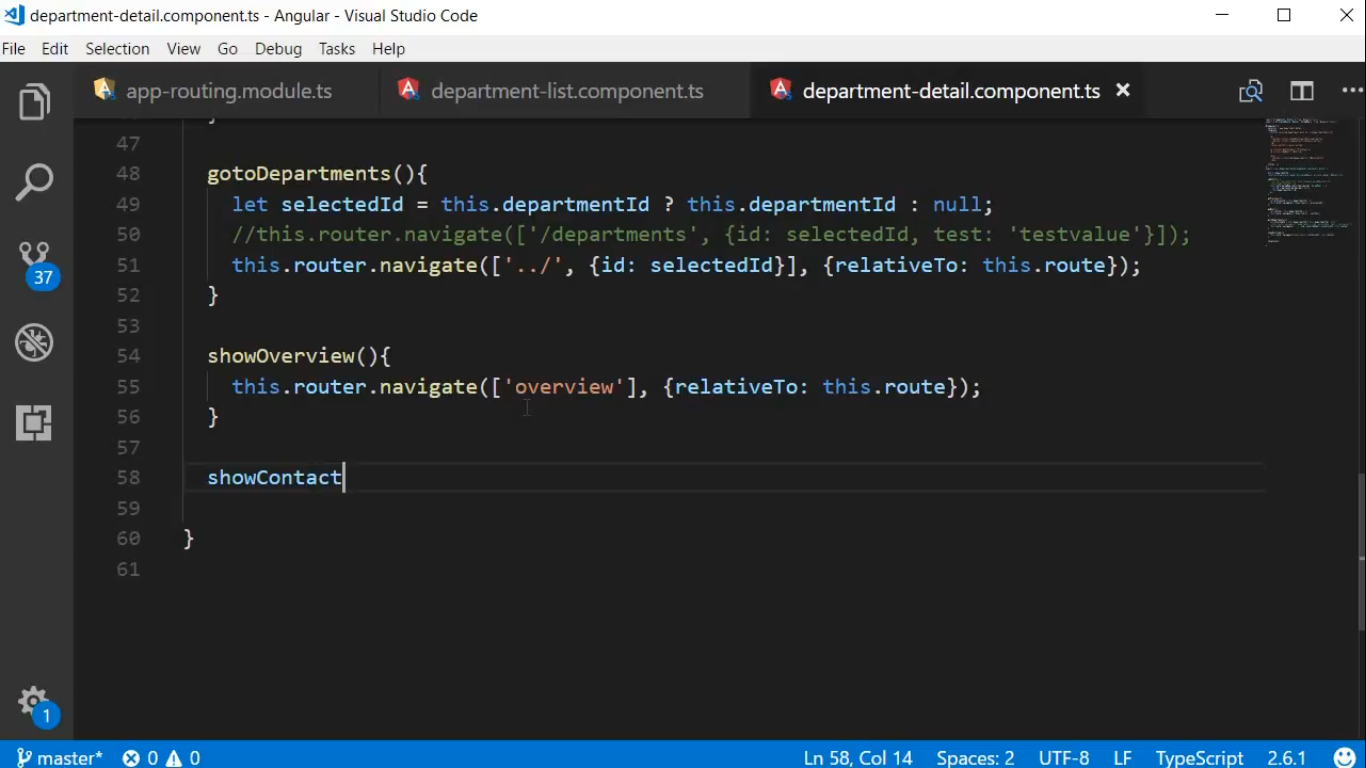 department-detail.component.ts - Angular - Visual Studio Code
File Edit Selection View Go Debug Tasks Help
app-routing.module.ts department-list.component.ts department-detail.component.ts
47
48 gotoDepartments(){
49 let selectedId = this.departmentId ? this.departmentId : null;
50 //this.router.navigate(['/departments', {id: selectedId, test: 'testvalue'}]);
51 this.router.navigate(['../', {id: selectedId}], {relativeTo: this.route});
52 }
53
54 showOverview(){
55 this.router.navigate(['overview'], {relativeTo: this.route});
56 }
57
58 showContact
59
60 }
61
37
1
master* 0 0 Ln 58, Col 14 Spaces: 2 UTF-8 LF TypeScript 2.6.1